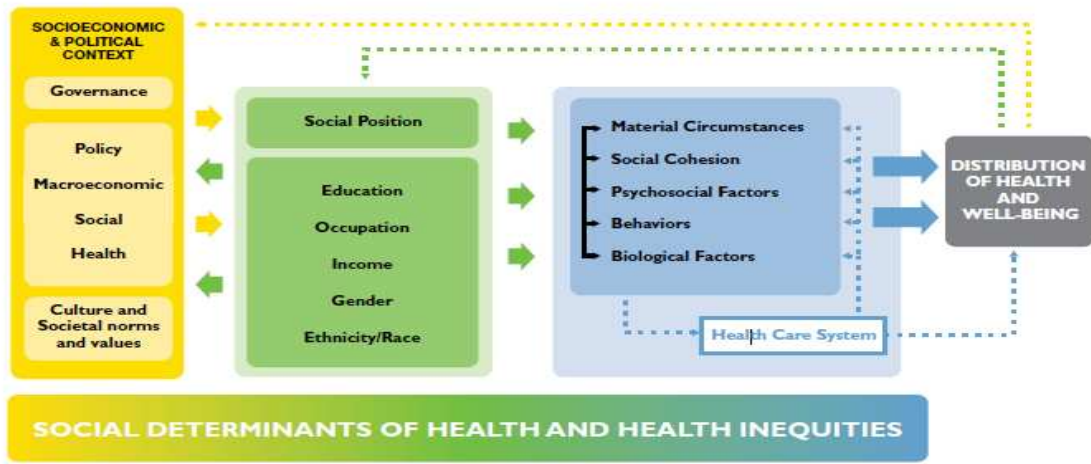 SOCIOECONOMIC
& POLITICAL
CONTEXT
Governance
Policy
Macroeconomic
Social
Health
Culture and
Societal norms
and values
Social Position
Education
Occupation
Income
Gender
Ethnicity/Race
Material Circumstances
Social Cohesion
Psychosocial Factors
Behaviors
Biological Factors
Health Care System
DISTRIBUTION
OF HEALTH
AND
WELL-BEING
SOCIAL DETERMINANTS OF HEALTH AND HEALTH INEQUITIES